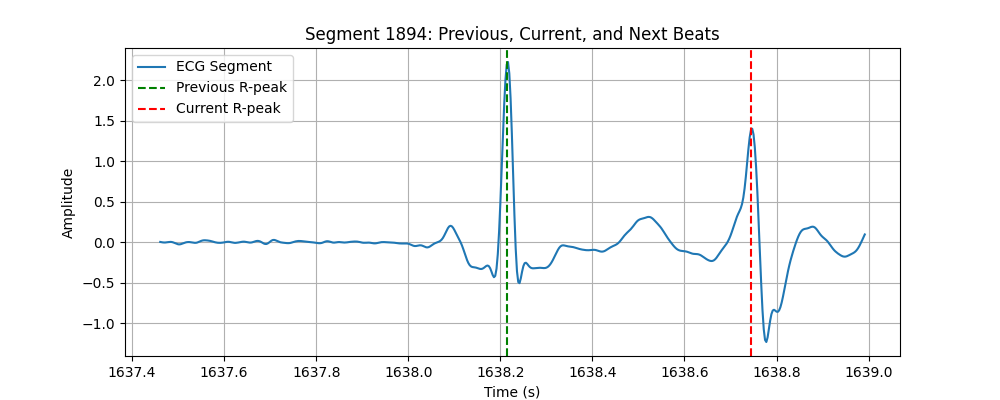 Segment 1894: Previous, Current, and Next Beats
ECG Segment
Previous R-peak
Current R-peak
Amplitude
2.0
1.5
1.0
0.5
0.0
−0.5
−1.0
1637.4 1637.6 1637.8 1638.0 1638.2 1638.4 1638.6 1638.8 1639.0
Time (s)